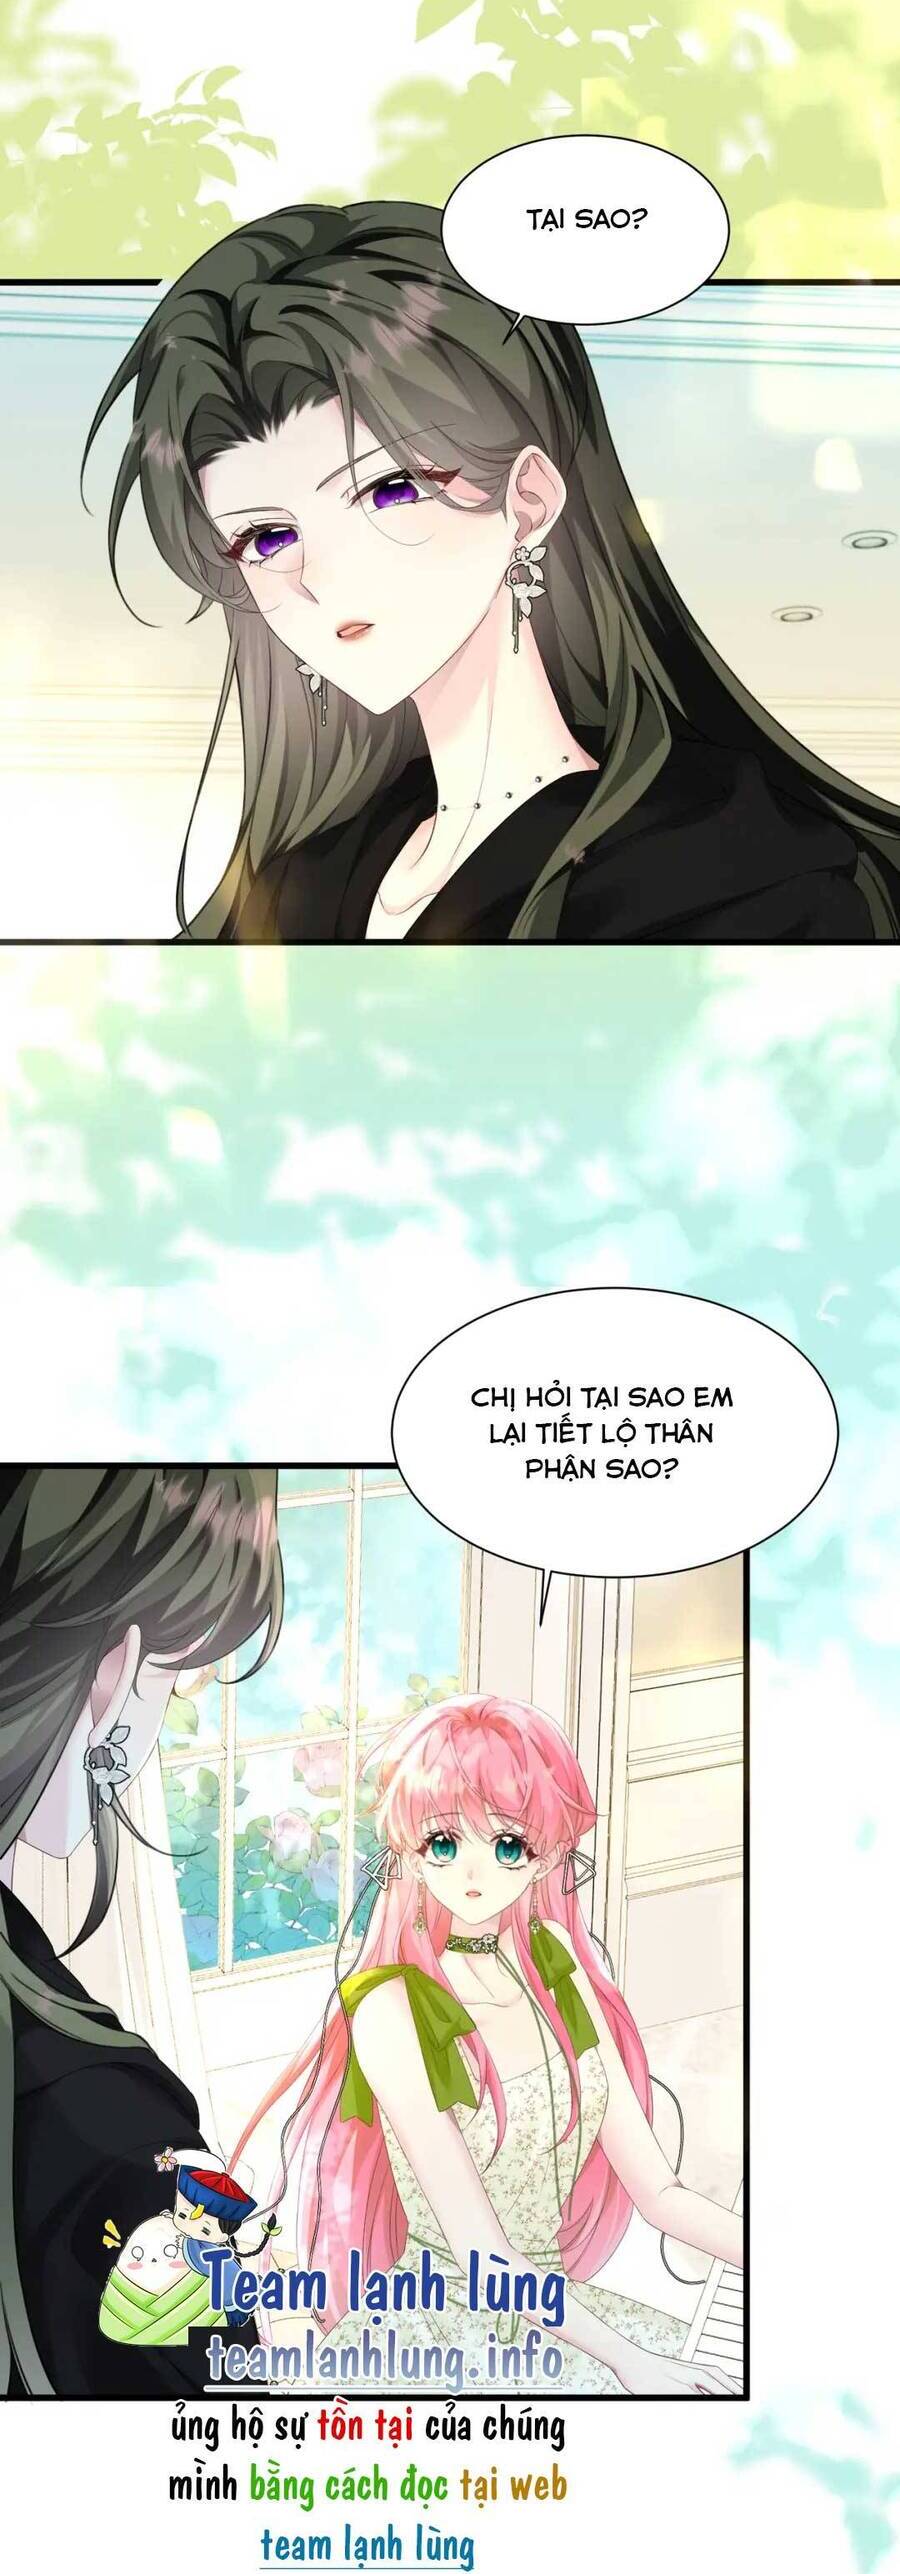 TẠI SAO?
CHỊ HỎI TẠI SAO EM
LẠI TIẾT LỘ THÂN
PHẬN SAO?
Team lạnh lùng
teamlanhlung.info
ủng hộ sự tồn tại của chúng
mình bằng cách đọc tại web
team lạnh lùng